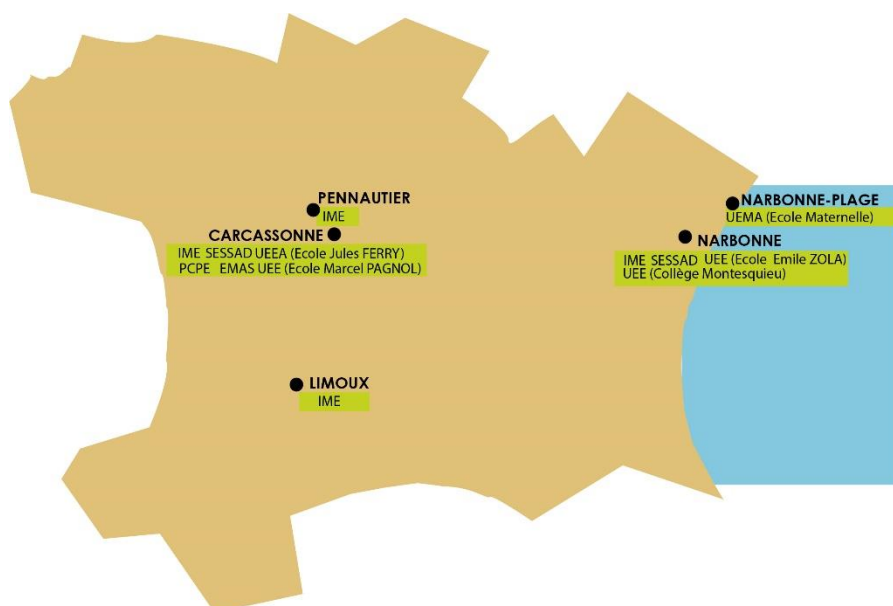 PENNAUTIER
IME
CARCASSONNE
IME SESSAD UEEA (Ecole Jules FERRY)
PCPE EMAS UEE (Ecole Marcel PAGNOL)
NARBONNE-PLAGE
UEMA (Ecole Maternelle)
NARBONNE
IME SESSAD UEE (Ecole Emile ZOLA)
UEE (Collège Montesquieu)
LIMOUX
IME